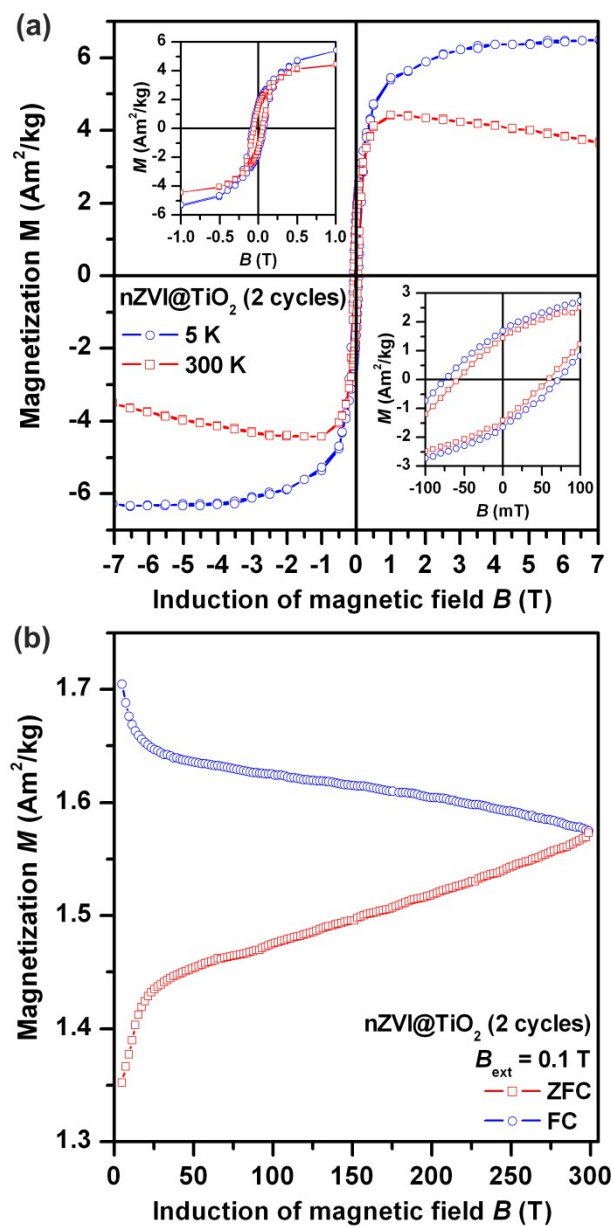 (a)
Magnetization M (Am²/kg)
6
4
2
0
-2
-4
-6
M (Am²/kg)
6
4
2
0
-2
-4
-6
-1.0 -0.5 0.0 0.5 1.0
B (T)
nZVI@TiO₂ (2 cycles)
5 K
300 K
M (Am²/kg)
3
2
1
0
-1
-2
-3
-100 -50 0 50 100
B (mT)
-7 -6 -5 -4 -3 -2 -1 0 1 2 3 4 5 6 7
Induction of magnetic field B (T)
(b)
Magnetization M (Am²/kg)
1.7
1.6
1.5
1.4
1.3
nZVI@TiO₂ (2 cycles)
Bext = 0.1 T
ZFC
FC
0 50 100 150 200 250 300
Induction of magnetic field B (T)